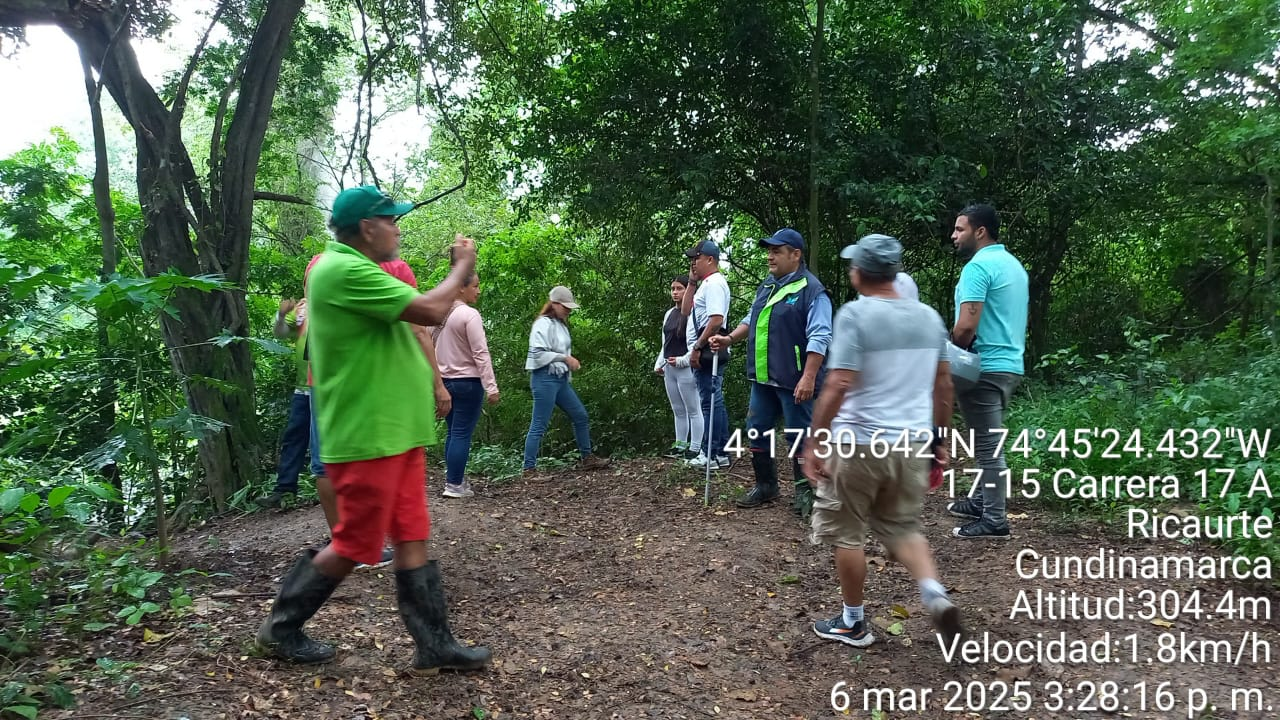 4°17'30.642"N 74°45'24.432"W
17-15 Carrera 17 A
Ricaurte
Cundinamarca
Altitud:304.4m
Velocidad:1.8km/h
6 mar 2025 3:28:16 p. m.